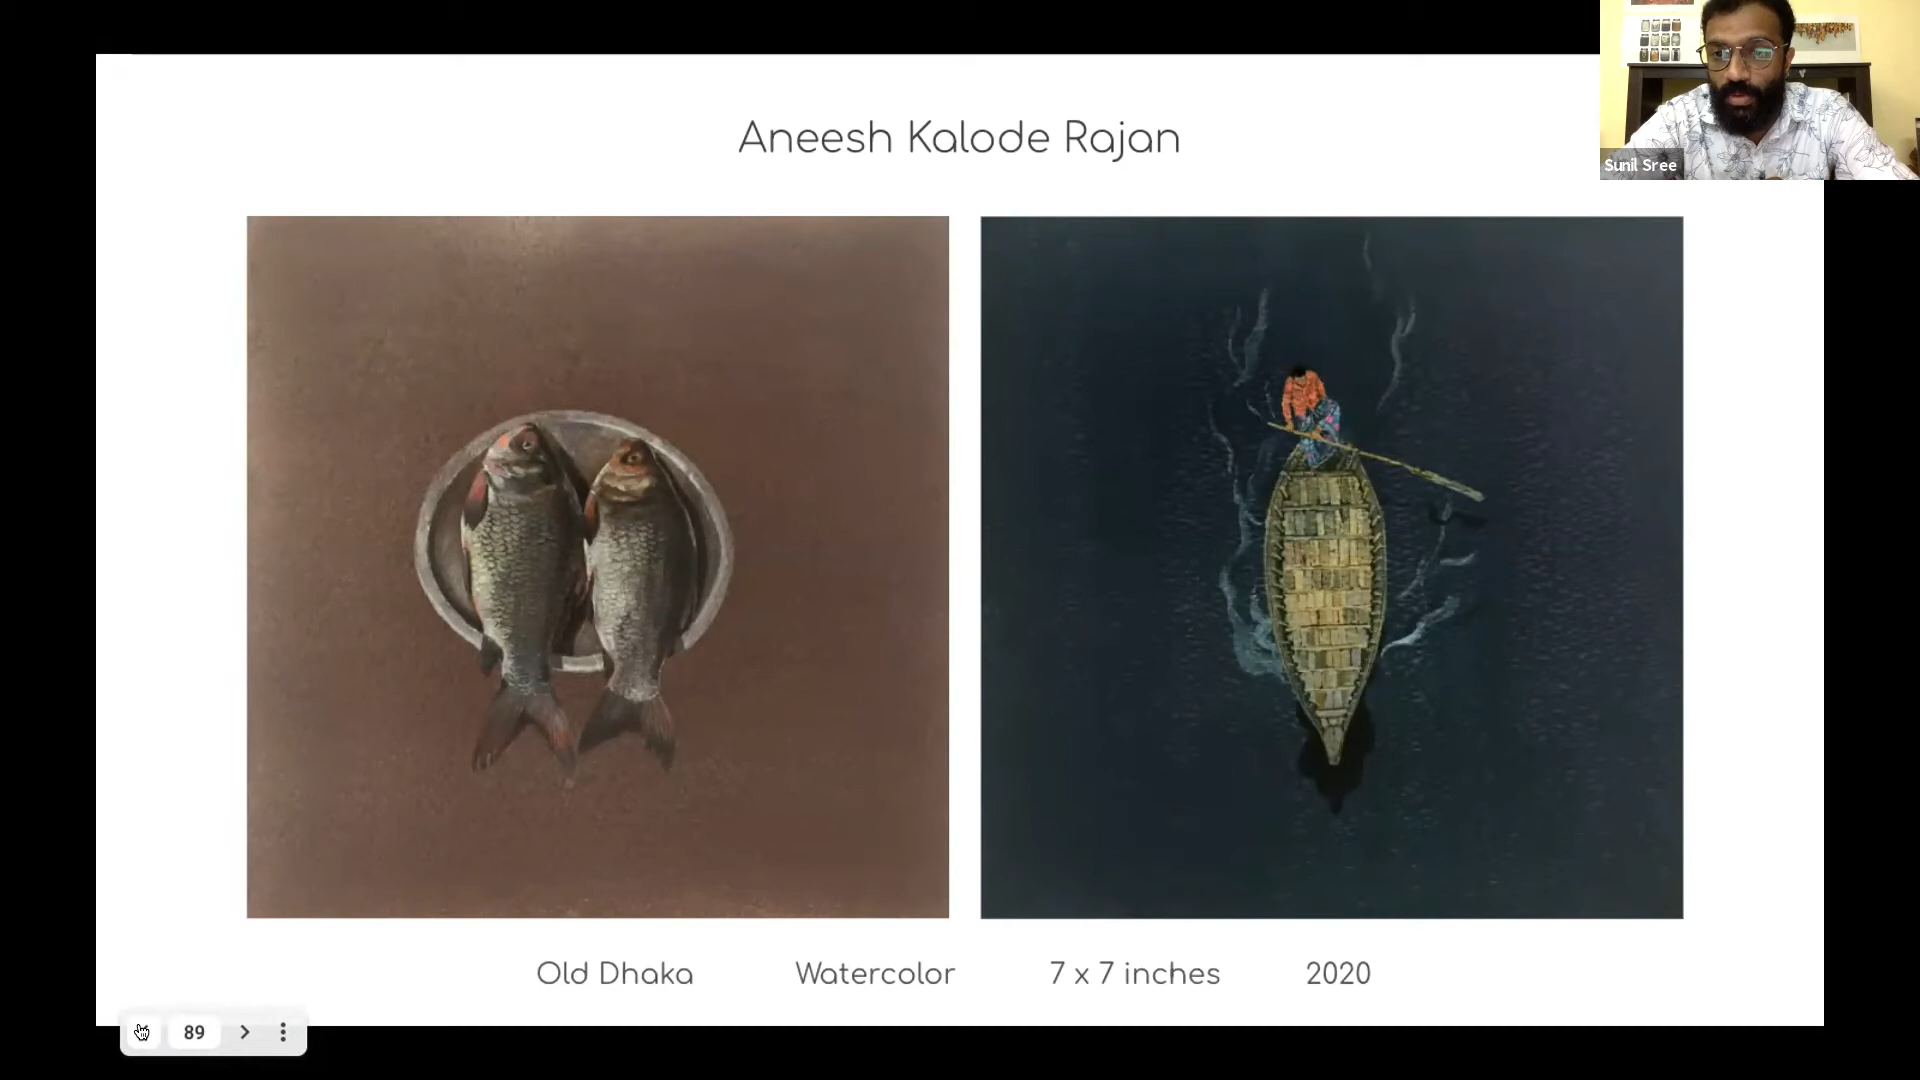 Aneesh Kalode Rajan
Sunil Sree
Old Dhaka Watercolor 7 x 7 inches 2020
89